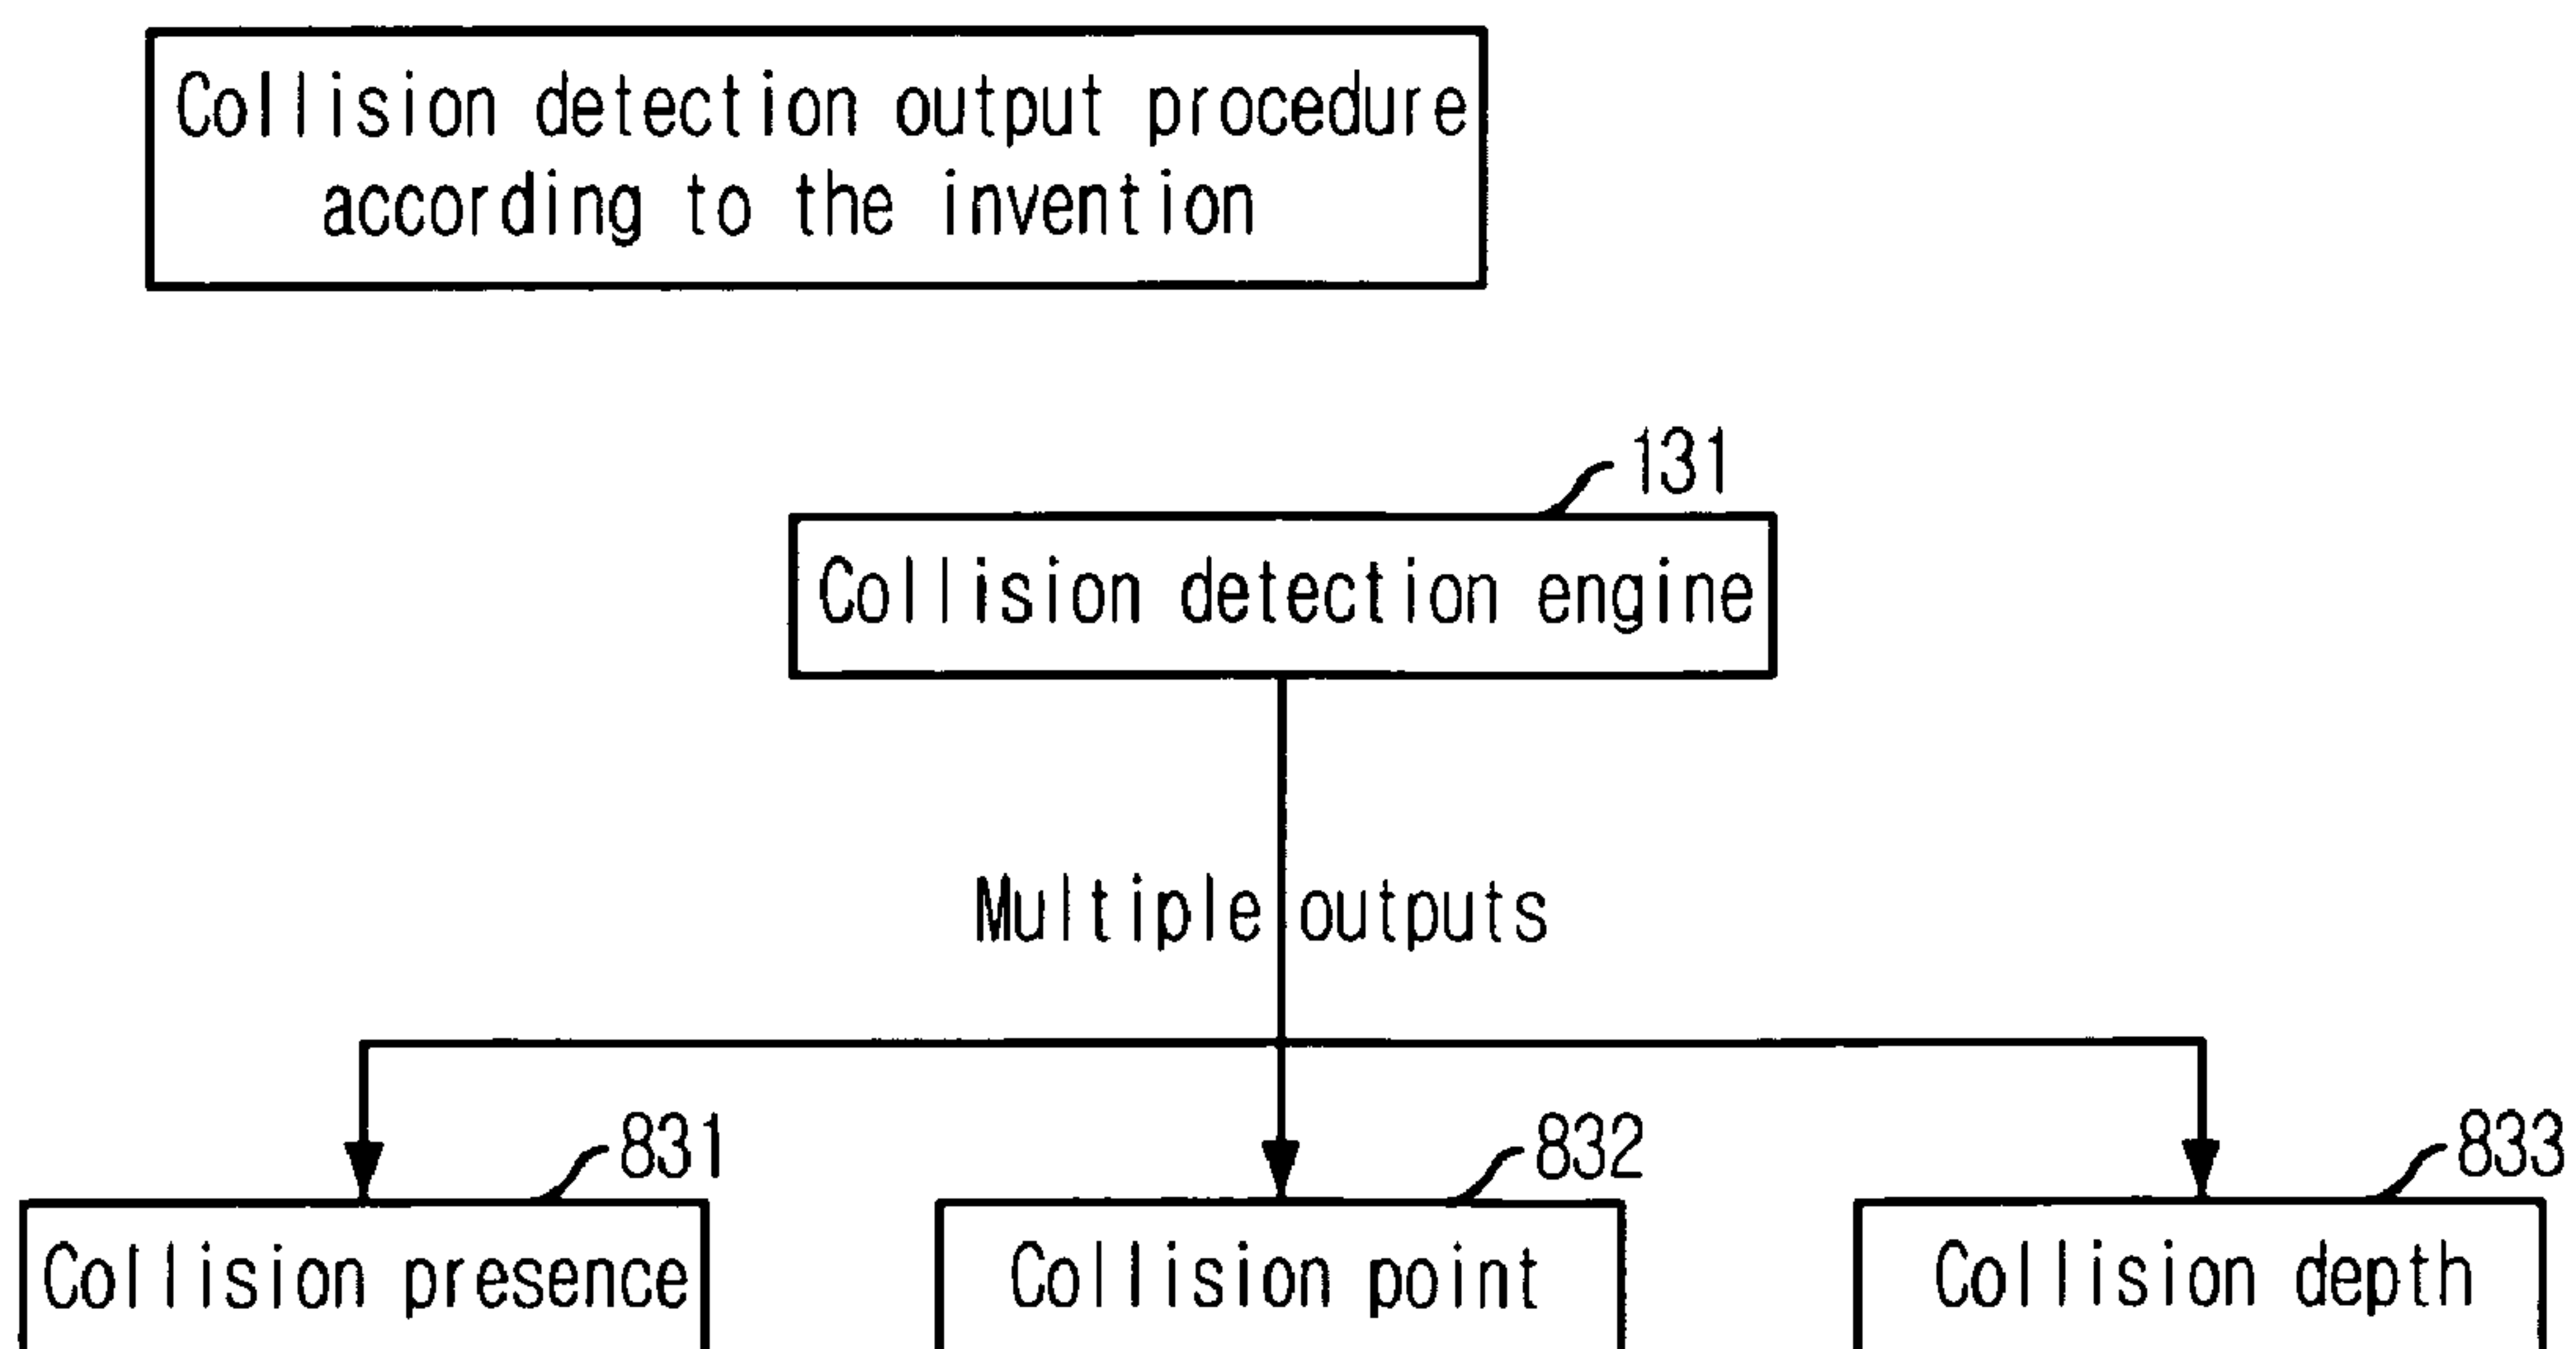 Collision detection output procedure
according to the invention
131
Collision detection engine
Multiple outputs
831
832
833
Collision presence
Collision point
Collision depth